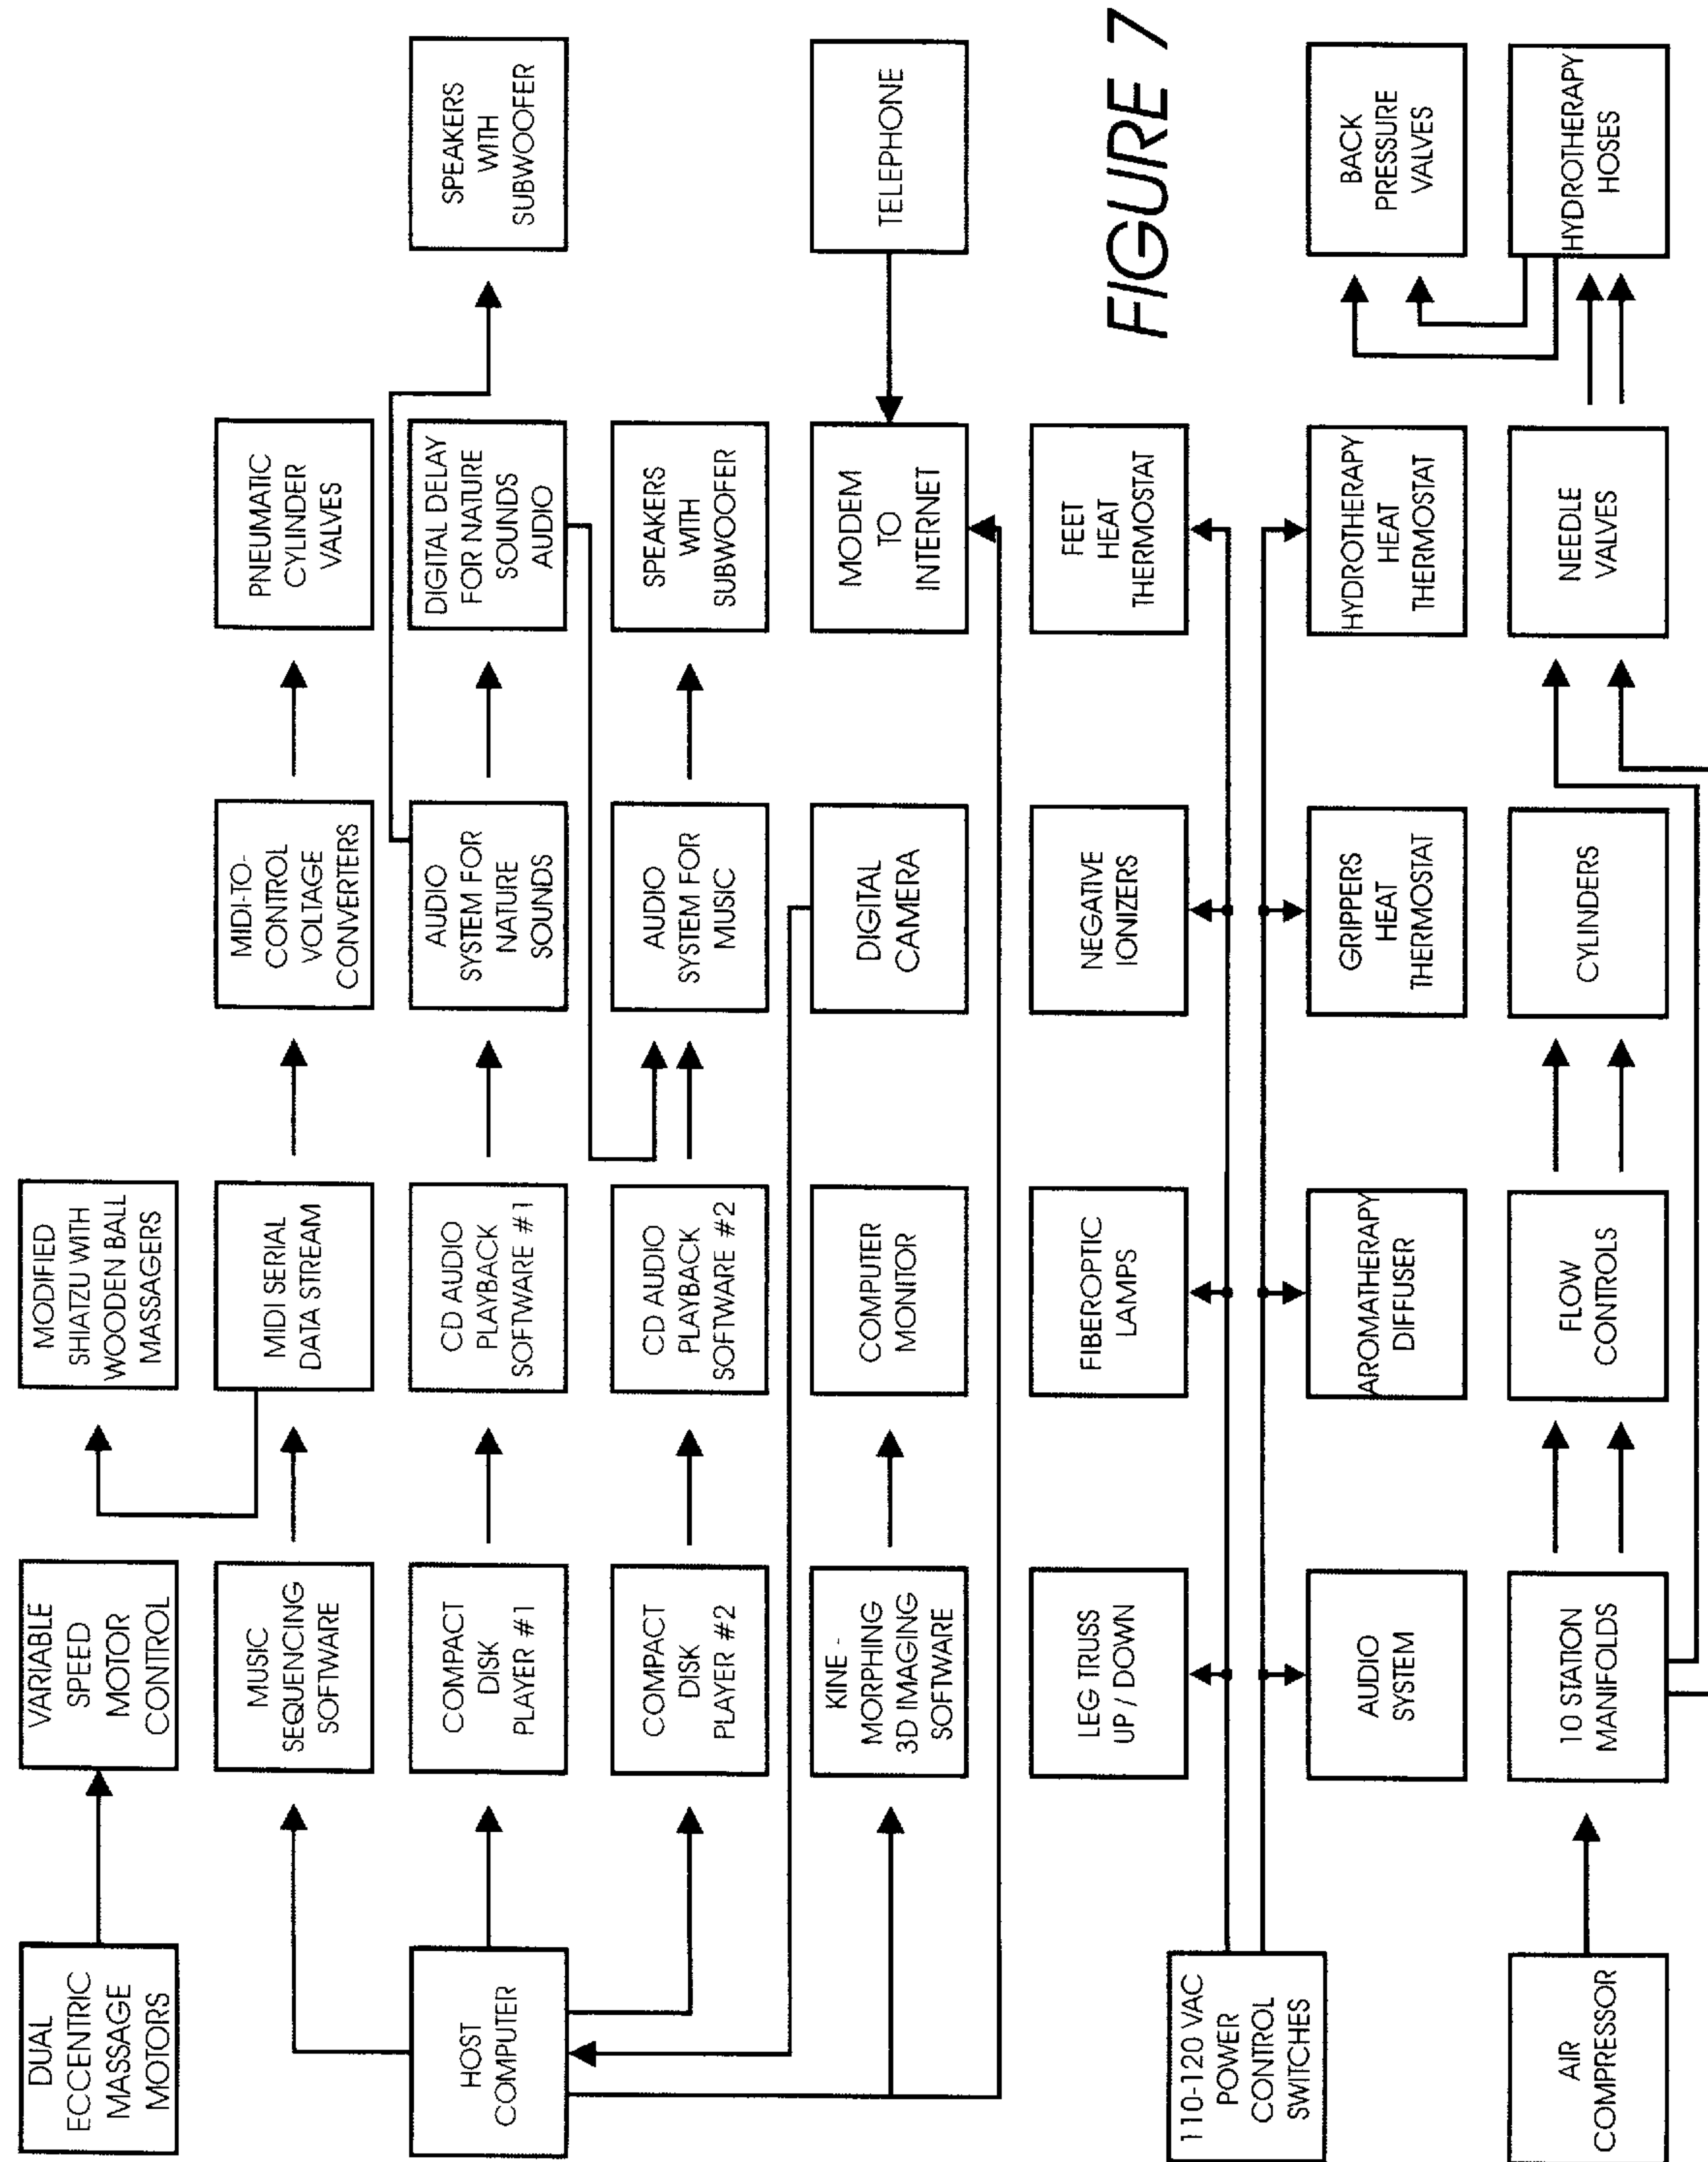 DUAL
ECCENTRIC
MASSAGE
MOTORS
VARIABLE
SPEED
MOTOR
CONTROL
MODIFIED
SHIATZU WITH
WOODEN BALL
MASSAGERS
MUSIC
SEQUENCING
SOFTWARE
MIDI SERIAL
DATA STREAM
MIDI-TO-
CONTROL
VOLTAGE
CONVERTERS
PNEUMATIC
CYLINDER
VALVES
HOST
COMPUTER
COMPACT
DISK
PLAYER #1
CD AUDIO
PLAYBACK
SOFTWARE #1
AUDIO
SYSTEM FOR
NATURE
SOUNDS
DIGITAL DELAY
FOR NATURE
SOUNDS
AUDIO
SPEAKERS
WITH
SUBWOOFER
COMPACT
DISK
PLAYER #2
CD AUDIO
PLAYBACK
SOFTWARE #2
AUDIO
SYSTEM FOR
MUSIC
SPEAKERS
WITH
SUBWOOFER
KINE -
MORPHING
3D IMAGING
SOFTWARE
COMPUTER
MONITOR
DIGITAL
CAMERA
MODEM
TO
INTERNET
TELEPHONE
LEG TRUSS
UP / DOWN
FIBEROPTIC
LAMPS
NEGATIVE
IONIZERS
FEET
HEAT
THERMOSTAT
FIGURE 7
110-120 VAC
POWER
CONTROL
SWITCHES
AUDIO
SYSTEM
AROMATHERAPY
DIFFUSER
GRIPPERS
HEAT
THERMOSTAT
HYDROTHERAPY
HEAT
THERMOSTAT
BACK
PRESSURE
VALVES
AIR
COMPRESSOR
10 STATION
MANIFOLDS
FLOW
CONTROLS
CYLINDERS
NEEDLE
VALVES
HYDROTHERAPY
HOSES